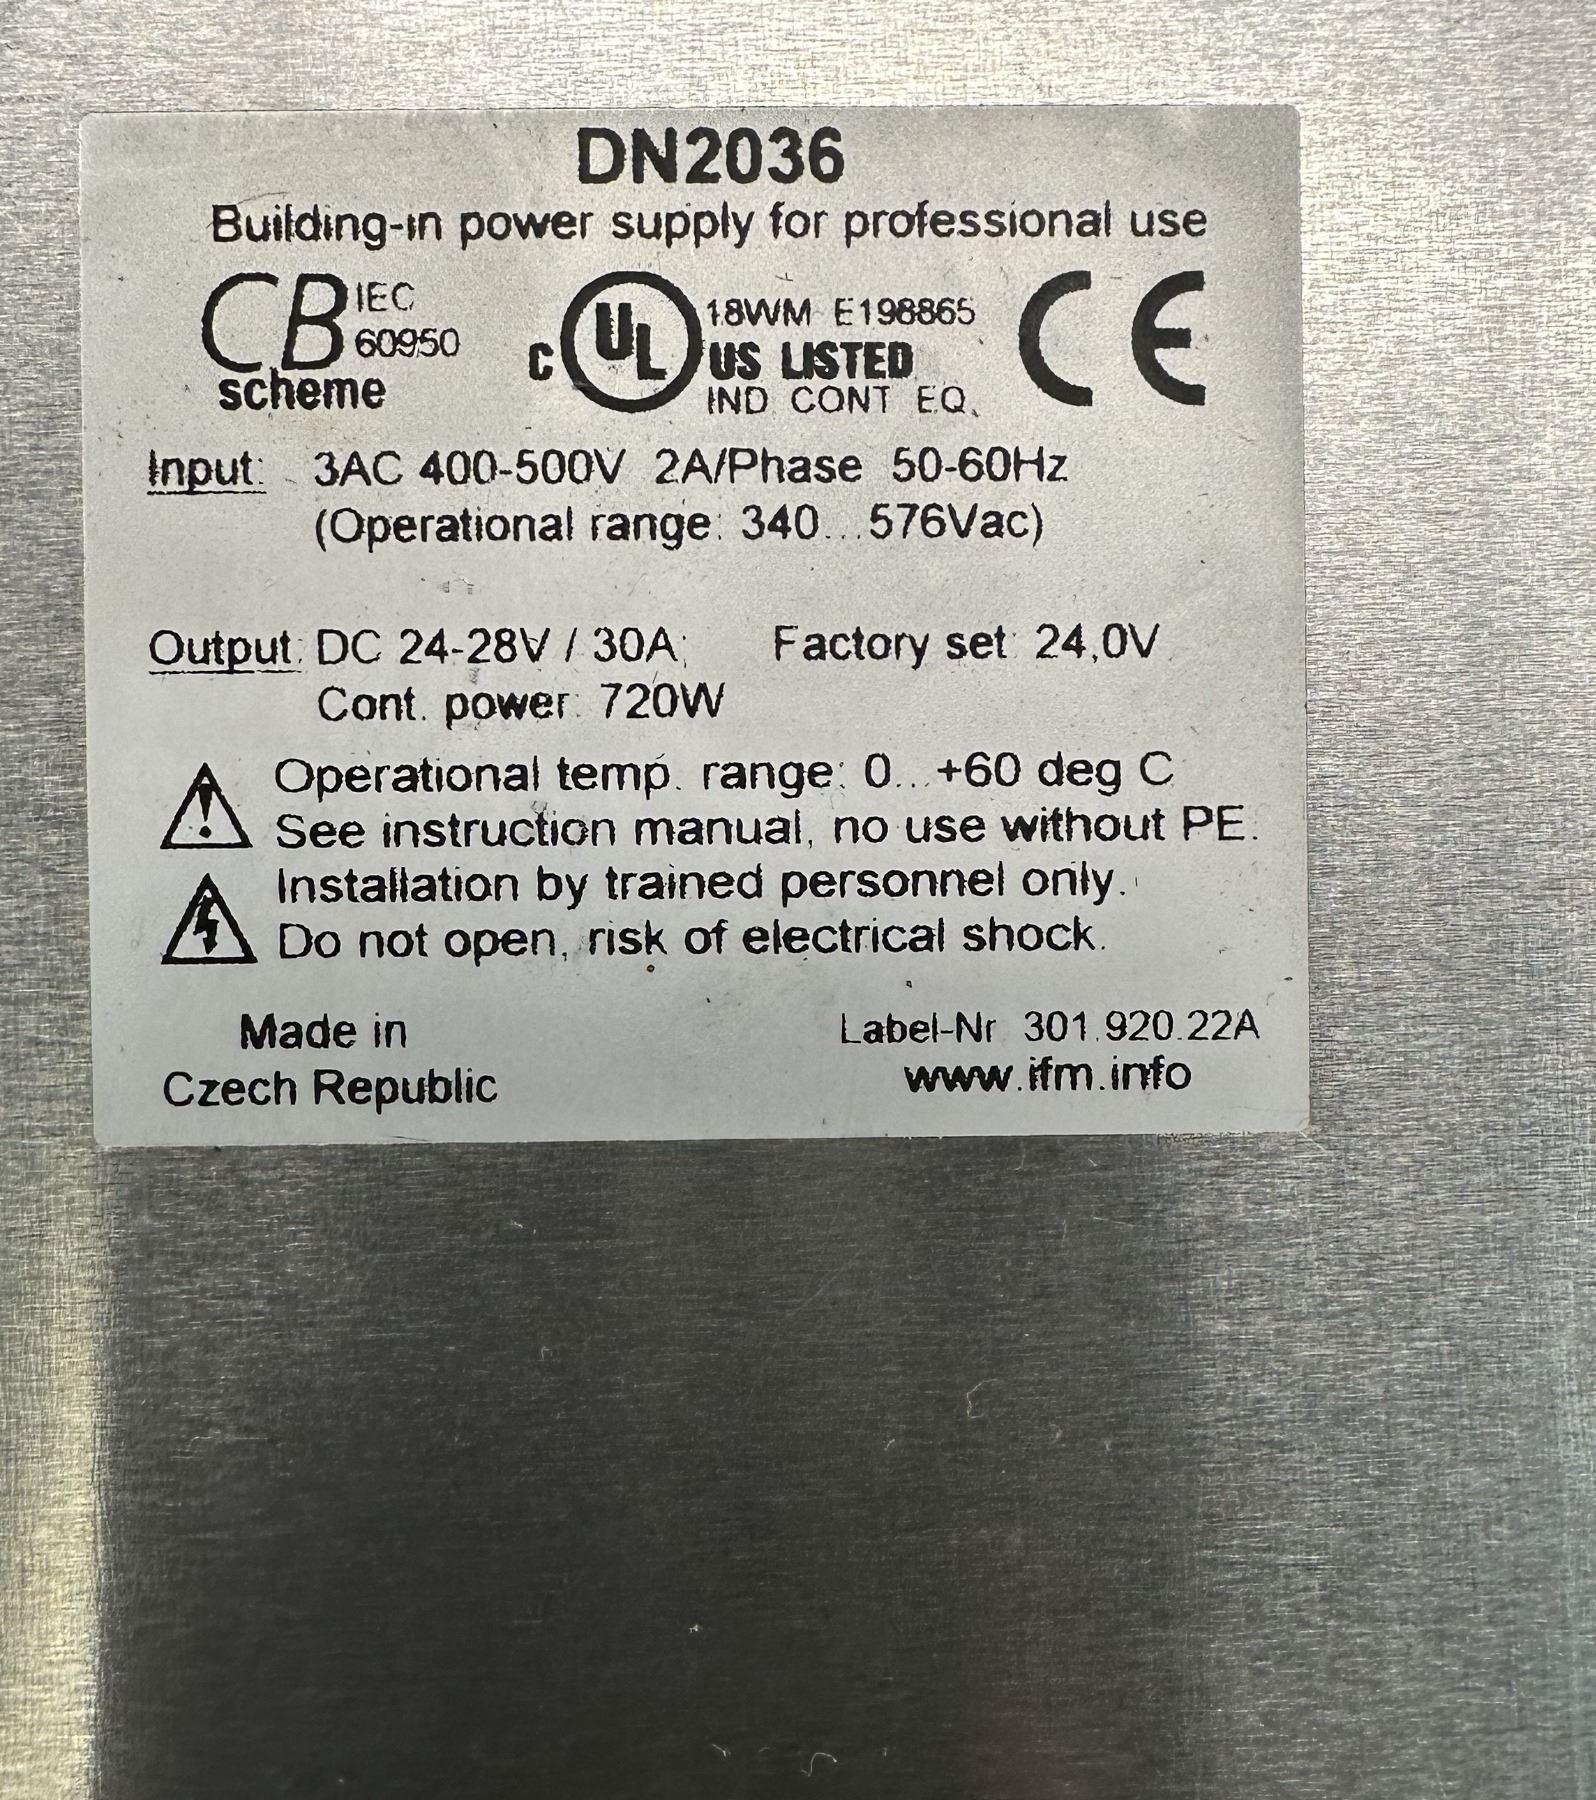 DN2036
Building-in power supply for professional use
CB IEC
60950
scheme
c UL 18WM E198865
US LISTED
IND CONT EQ.
CE
Input: 3AC 400-500V 2A/Phase 50-60Hz
(Operational range: 340...576Vac)
Output: DC 24-28V / 30A; Factory set: 24,0V
Cont. power: 720W
Operational temp. range: 0...+60 deg C
See instruction manual, no use without PE.
Installation by trained personnel only.
Do not open, risk of electrical shock.
Made in
Czech Republic
Label-Nr 301.920.22A
www.ifm.info